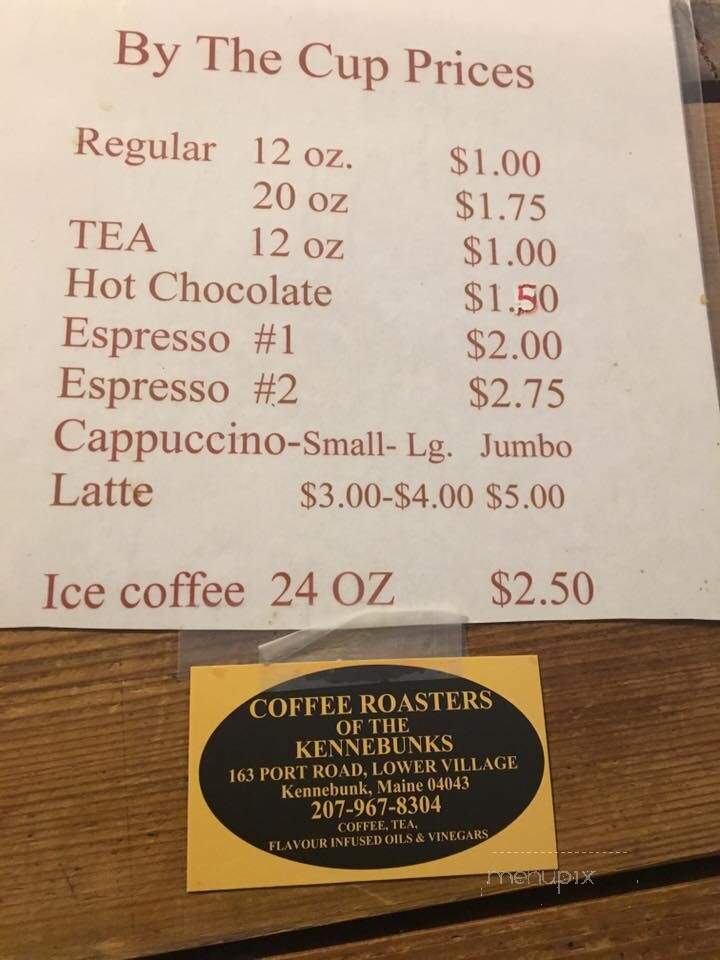 By The Cup Prices
Regular 12 oz. $1.00
20 oz $1.75
TEA 12 oz $1.00
Hot Chocolate $1.50
Espresso #1 $2.00
Espresso #2 $2.75
Cappuccino-Small- Lg. Jumbo
Latte $3.00-$4.00 $5.00
Ice coffee 24 OZ $2.50
COFFEE ROASTERS
OF THE
KENNEBUNKS
163 PORT ROAD, LOWER VILLAGE
Kennebunk, Maine 04043
207-967-8304
COFFEE, TEA,
FLAVOUR INFUSED OILS & VINEGARS
menupix